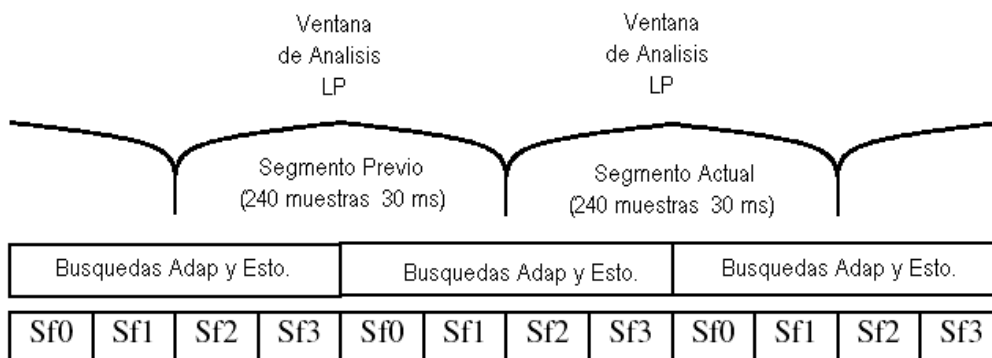 Ventana
de Analisis
LP
Ventana
de Analisis
LP
Segmento Previo
(240 muestras 30 ms)
Segmento Actual
(240 muestras 30 ms)
Busquedas Adap y Esto.
Busquedas Adap y Esto.
Busquedas Adap y Esto.
Sf0 Sf1 Sf2 Sf3 Sf0 Sf1 Sf2 Sf3 Sf0 Sf1 Sf2 Sf3